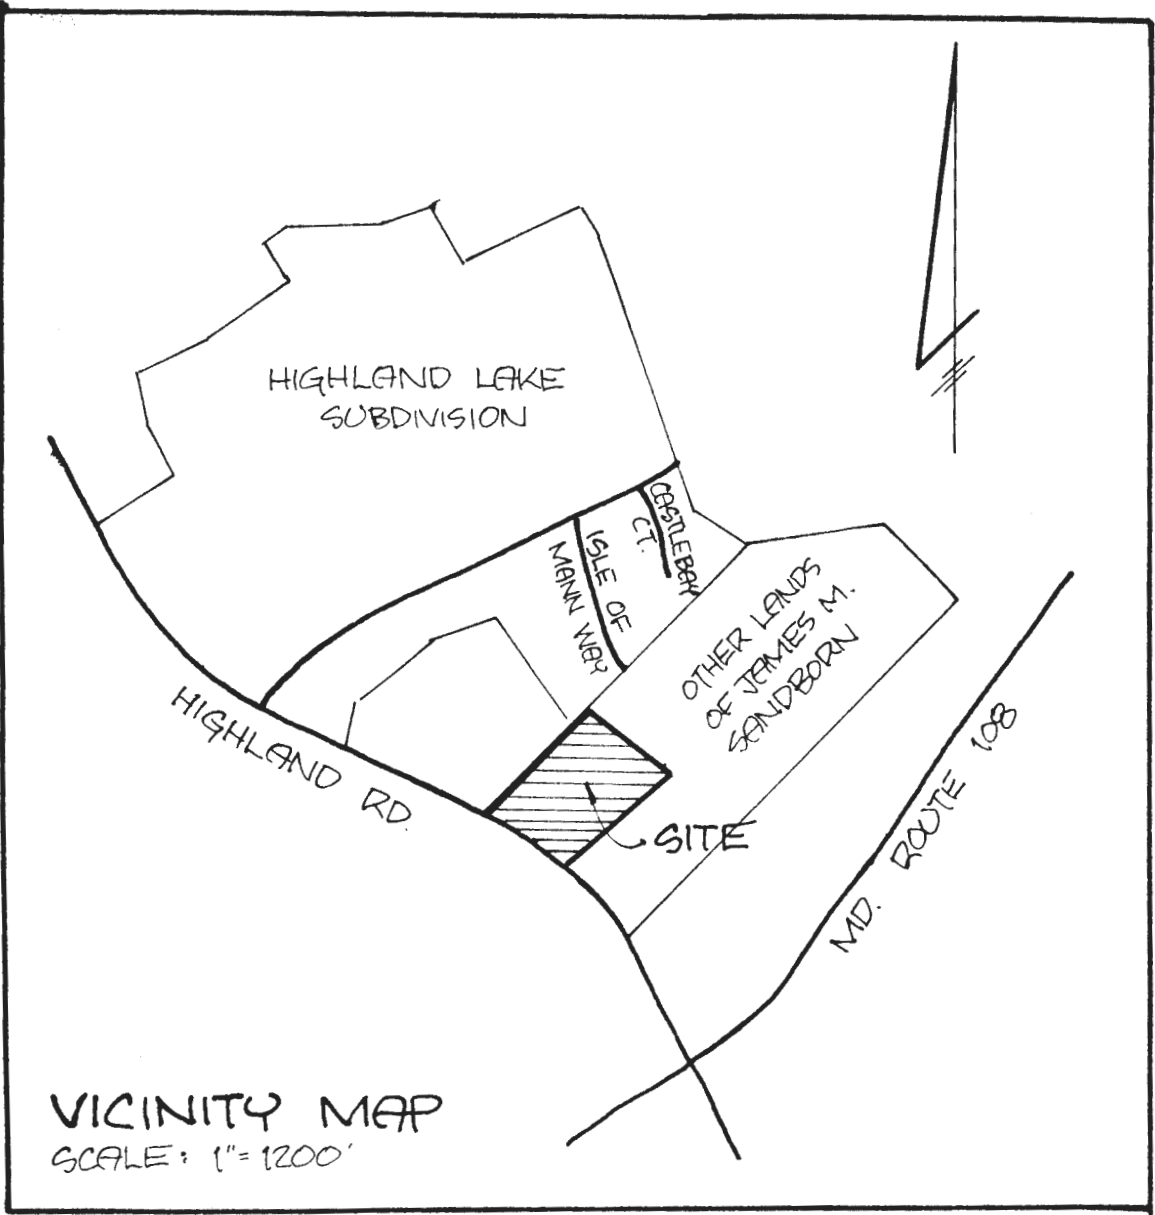 HIGHLAND LAKE
SUBDIVISION
CASTLEBAY
CT.
ISLE OF
MANN WAY
OTHER LANDS
OF JAMES M.
SANDBORN
HIGHLAND RD.
MD. ROUTE 108
SITE
VICINITY MAP
SCALE: 1"=1200'